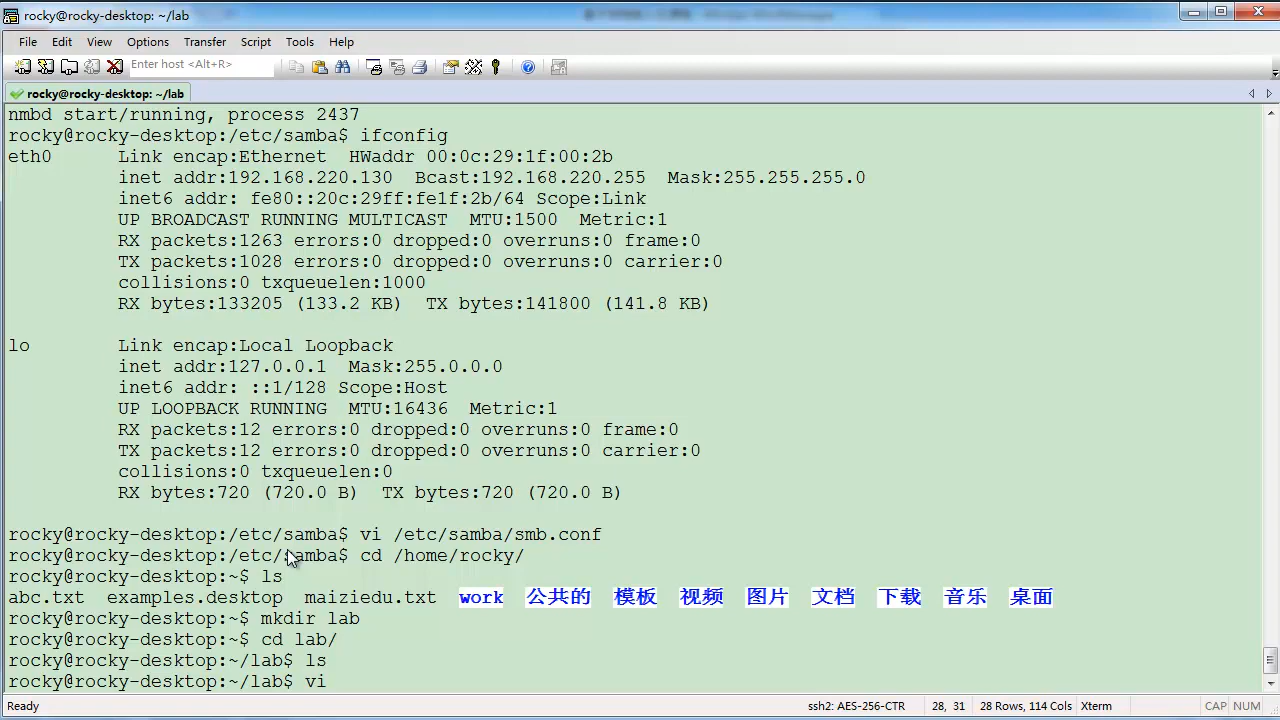 rocky@rocky-desktop: ~/lab
File Edit View Options Transfer Script Tools Help
Enter host <Alt+R>
rocky@rocky-desktop: ~/lab
nmbd start/running, process 2437
rocky@rocky-desktop:/etc/samba$ ifconfig
eth0      Link encap:Ethernet  HWaddr 00:0c:29:1f:00:2b
          inet addr:192.168.220.130  Bcast:192.168.220.255  Mask:255.255.255.0
          inet6 addr: fe80::20c:29ff:fe1f:2b/64 Scope:Link
          UP BROADCAST RUNNING MULTICAST  MTU:1500  Metric:1
          RX packets:1263 errors:0 dropped:0 overruns:0 frame:0
          TX packets:1028 errors:0 dropped:0 overruns:0 carrier:0
          collisions:0 txqueuelen:1000
          RX bytes:133205 (133.2 KB)  TX bytes:141800 (141.8 KB)
lo        Link encap:Local Loopback
          inet addr:127.0.0.1  Mask:255.0.0.0
          inet6 addr: ::1/128 Scope:Host
          UP LOOPBACK RUNNING  MTU:16436  Metric:1
          RX packets:12 errors:0 dropped:0 overruns:0 frame:0
          TX packets:12 errors:0 dropped:0 overruns:0 carrier:0
          collisions:0 txqueuelen:0
          RX bytes:720 (720.0 B)  TX bytes:720 (720.0 B)
rocky@rocky-desktop:/etc/samba$ vi /etc/samba/smb.conf
rocky@rocky-desktop:/etc/samba$ cd /home/rocky/
rocky@rocky-desktop:~$ ls
abc.txt  examples.desktop  maiziedu.txt  work  公共的  模板  视频  图片  文档  下载  音乐  桌面
rocky@rocky-desktop:~$ mkdir lab
rocky@rocky-desktop:~$ cd lab/
rocky@rocky-desktop:~/lab$ ls
rocky@rocky-desktop:~/lab$ vi
Ready ssh2: AES-256-CTR 28, 31 28 Rows, 114 Cols Xterm CAP NUM